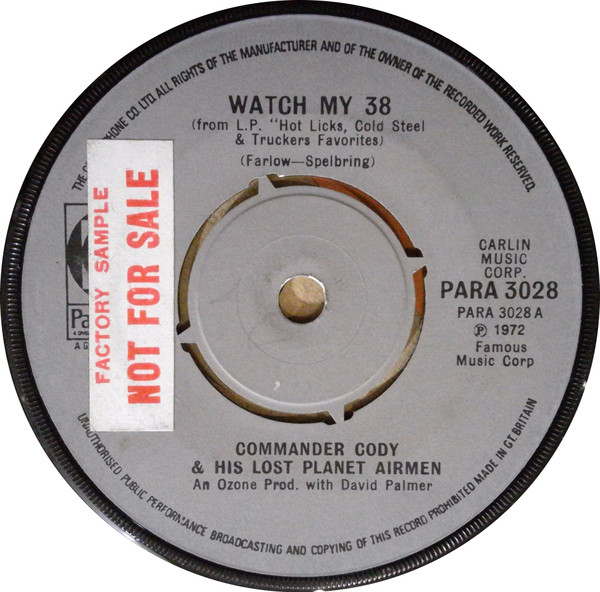 THE
PHONE CO. LTD. ALL RIGHTS OF THE MANUFACTURER AND OF THE OWNER OF THE RECORDED WORK RESERVED.
WATCH MY 38
(from L.P. "Hot Licks, Cold Steel
& Truckers Favorites)
(Farlow—Spelbring)
FACTORY SAMPLE
NOT FOR SALE
CARLIN
MUSIC
CORP.
PARA 3028
PARA 3028 A
Ⓟ 1972
Famous
Music Corp
COMMANDER CODY
& HIS LOST PLANET AIRMEN
An Ozone Prod. with David Palmer
UNAUTHORISED PUBLIC PERFORMANCE BROADCASTING AND COPYING OF THIS RECORD PROHIBITED MADE IN GT. BRITAIN